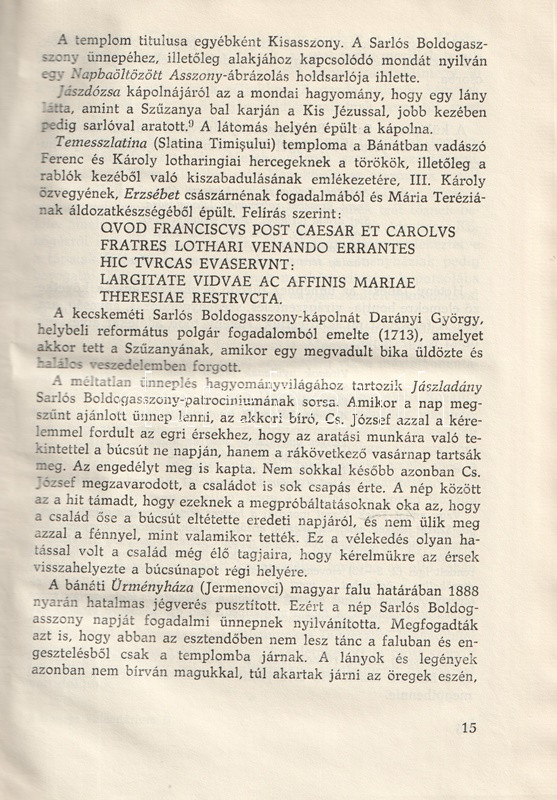 A templom titulusa egyébként Kisasszony. A Sarlós Boldogasz-
szony ünnepéhez, illetőleg alakjához kapcsolódó mondát nyilván
egy Napbaöltözött Asszony-ábrázolás holdsarlója ihlette.
Jászdózsa kápolnájáról az a mondai hagyomány, hogy egy lány
látta, amint a Szűzanya bal karján a Kis Jézussal, jobb kezében
pedig sarlóval aratott.⁹ A látomás helyén épült a kápolna.
Temesszlatina (Slatina Timișului) temploma a Bánátban vadászó
Ferenc és Károly lotharingiai hercegeknek a törökök, illetőleg a
rablók kezéből való kiszabadulásának emlékezetére, III. Károly
özvegyének, Erzsébet császárnénak fogadalmából és Mária Teréziá-
nak áldozatkészségéből épült. Felírás szerint:
QVOD FRANCISCVS POST CAESAR ET CAROLVS
FRATRES LOTHARI VENANDO ERRANTES
HIC TVRCAS EVASERVNT:
LARGITATE VIDVAE AC AFFINIS MARIAE
THERESIAE RESTRVCTA.
A kecskeméti Sarlós Boldogasszony-kápolnát Darányi György,
helybeli református polgár fogadalomból emelte (1713), amelyet
akkor tett a Szűzanyának, amikor egy megvadult bika üldözte és
halálos veszedelemben forgott.
A méltatlan ünneplés hagyományvilágához tartozik Jászladány
Sarlós Boldogasszony-patrociniumának sorsa. Amikor a nap meg-
szűnt ajánlott ünnep lenni, az akkori bíró, Cs. József azzal a kére-
lemmel fordult az egri érsekhez, hogy az aratási munkára való te-
kintettel a búcsút ne napján, hanem a rákövetkező vasárnap tartsák
meg. Az engedélyt meg is kapta. Nem sokkal később azonban Cs.
József megzavarodott, a családot is sok csapás érte. A nép között
az a hit támadt, hogy ezeknek a megpróbáltatásoknak oka az, hogy
a család őse a búcsút eltétette eredeti napjáról, és nem ülik meg
azzal a fénnyel, mint valamikor tették. Ez a vélekedés olyan ha-
tással volt a család még élő tagjaira, hogy kérelmükre az érsek
visszahelyezte a búcsúnapot régi helyére.
A bánáti Ürményháza (Jermenovci) magyar falu határában 1888
nyarán hatalmas jégverés pusztított. Ezért a nép Sarlós Boldog-
asszony napját fogadalmi ünnepnek nyilvánította. Megfogadták
azt is, hogy abban az esztendőben nem lesz tánc a faluban és en-
gesztelésből csak a templomba járnak. A lányok és legények
azonban nem bírván magukkal, túl akartak járni az öregek eszén,
15